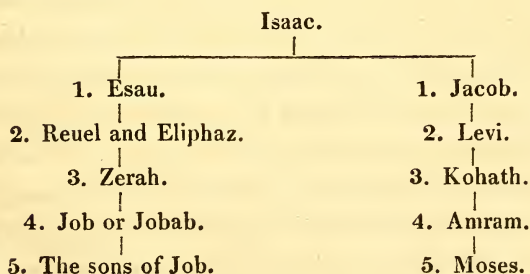 Isaac.
1. Esau. 1. Jacob.
2. Reuel and Eliphaz. 2. Levi.
3. Zerah. 3. Kohath.
4. Job or Jobab. 4. Amram.
5. The sons of Job. 5. Moses.